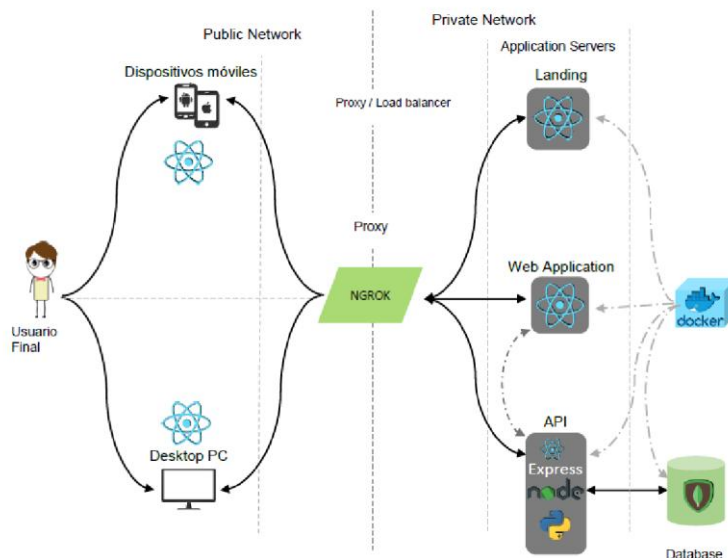 Public Network
Private Network
Application Servers
Dispositivos móviles
Landing
Proxy / Load balancer
Proxy
NGROK
Web Application
docker
Usuario
Final
API
Desktop PC
Express
node
Database